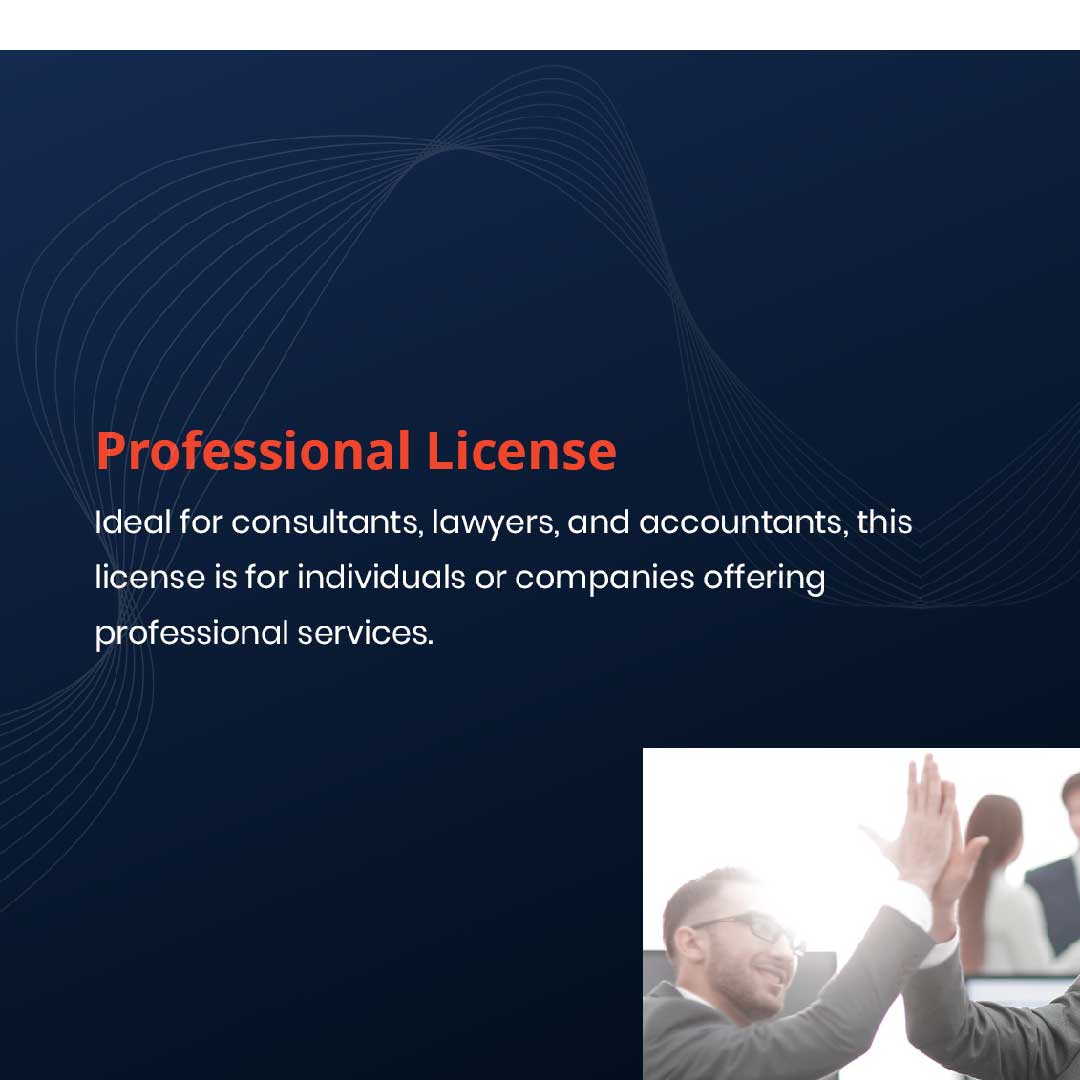 Professional License
Ideal for consultants, lawyers, and accountants, this
license is for individuals or companies offering
professional services.